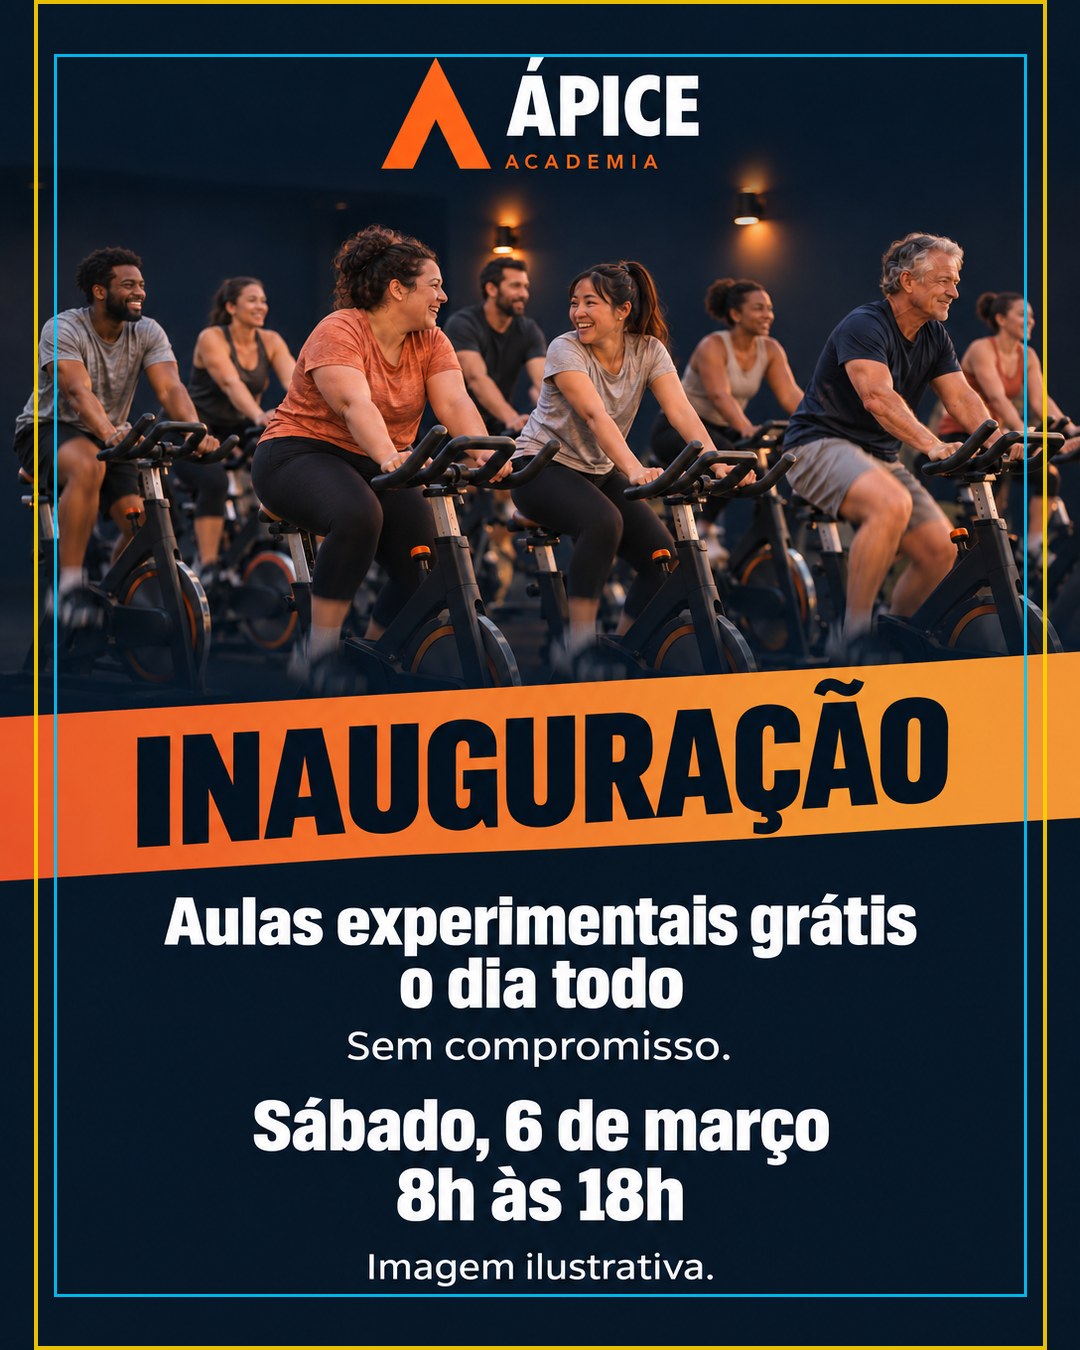 ÁPICE
ACADEMIA
INAUGURAÇÃO
Aulas experimentais grátis
o dia todo
Sem compromisso.
Sábado, 6 de março
8h às 18h
Imagem ilustrativa.